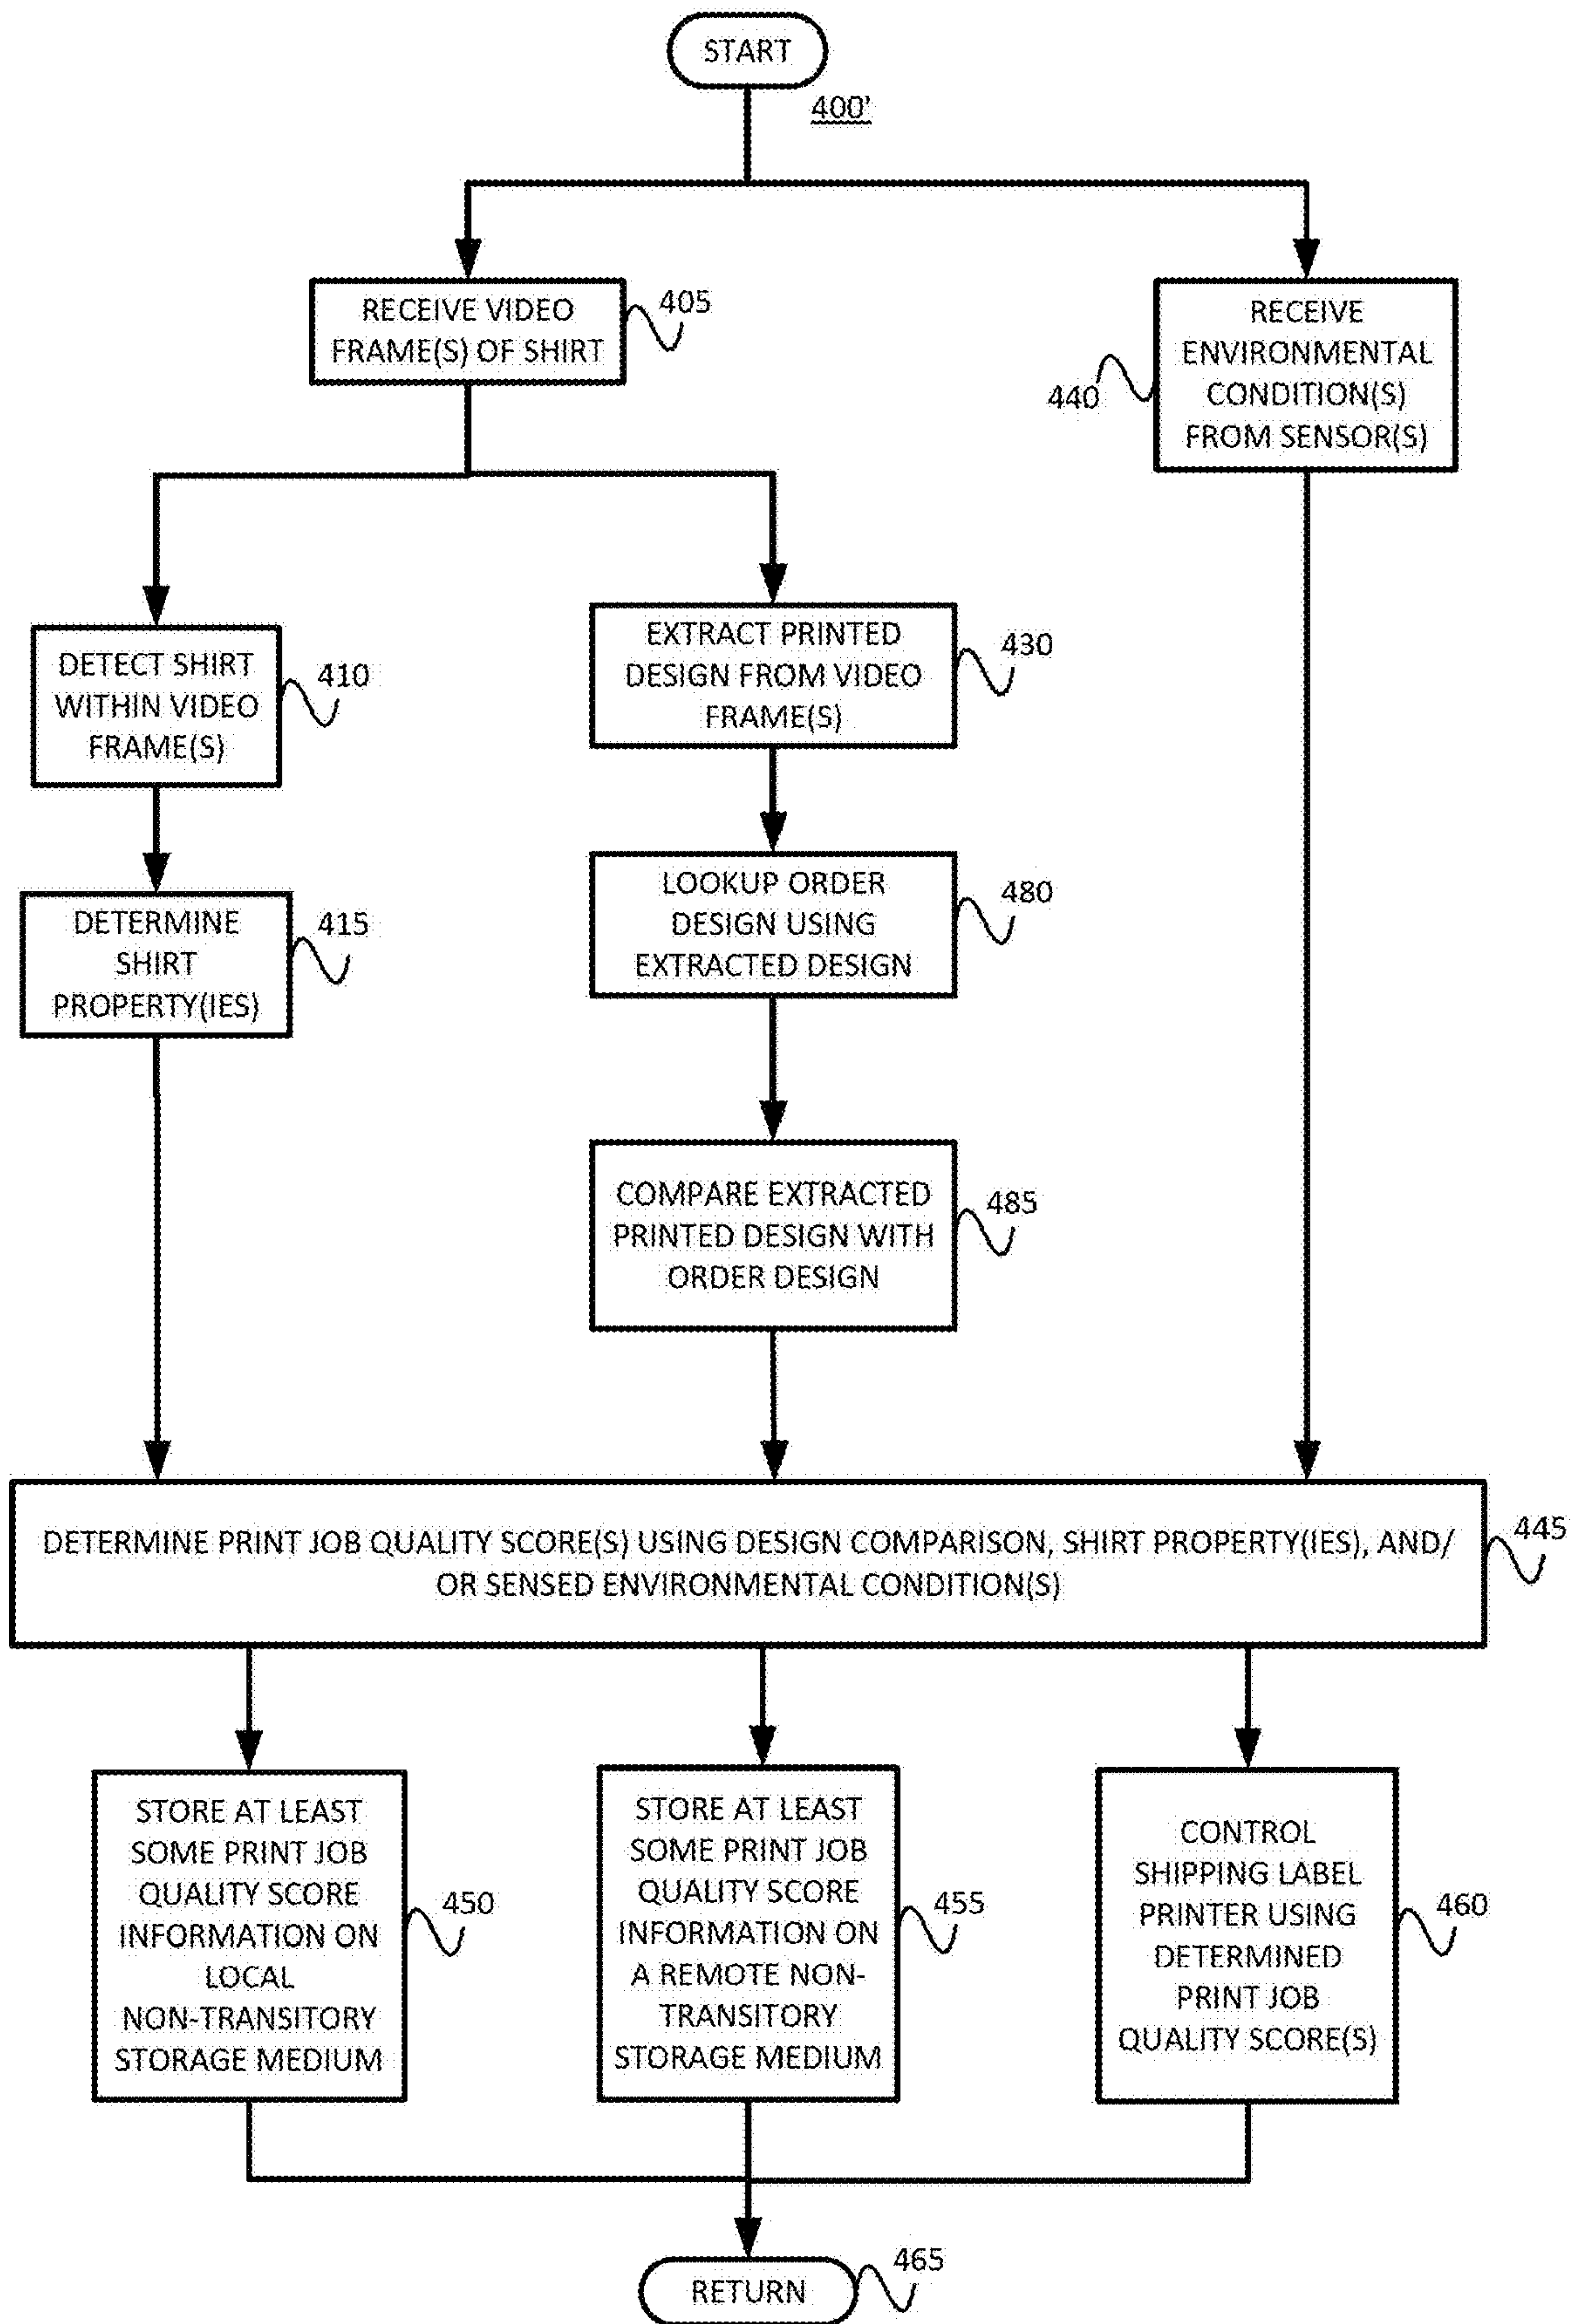 START
400'
RECEIVE VIDEO
FRAME(S) OF SHIRT
405
RECEIVE
ENVIRONMENTAL
CONDITION(S)
FROM SENSOR(S)
440
DETECT SHIRT
WITHIN VIDEO
FRAME(S)
410
EXTRACT PRINTED
DESIGN FROM VIDEO
FRAME(S)
430
DETERMINE
SHIRT
PROPERTY(IES)
415
LOOKUP ORDER
DESIGN USING
EXTRACTED DESIGN
480
COMPARE EXTRACTED
PRINTED DESIGN WITH
ORDER DESIGN
485
DETERMINE PRINT JOB QUALITY SCORE(S) USING DESIGN COMPARISON, SHIRT PROPERTY(IES), AND/
OR SENSED ENVIRONMENTAL CONDITION(S)
445
STORE AT LEAST
SOME PRINT JOB
QUALITY SCORE
INFORMATION ON
LOCAL
NON-TRANSITORY
STORAGE MEDIUM
450
STORE AT LEAST
SOME PRINT JOB
QUALITY SCORE
INFORMATION ON
A REMOTE NON-
TRANSITORY
STORAGE MEDIUM
455
CONTROL
SHIPPING LABEL
PRINTER USING
DETERMINED
PRINT JOB
QUALITY SCORE(S)
460
RETURN
465